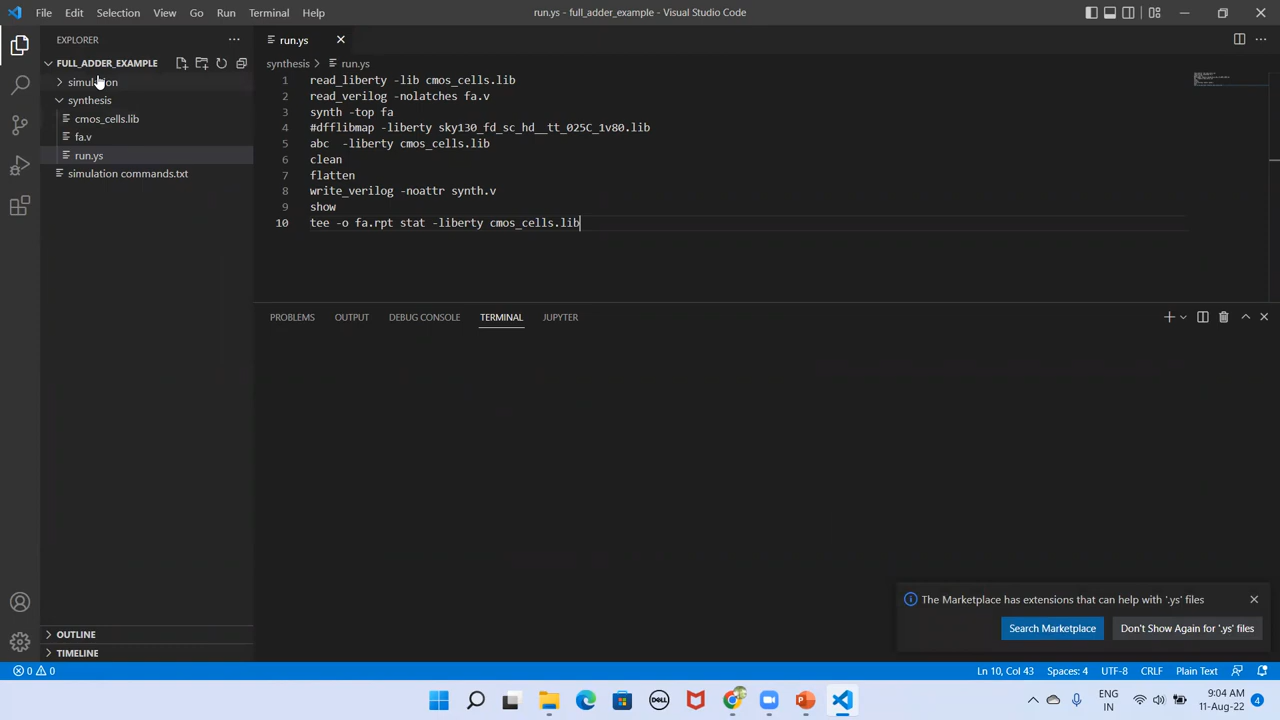 File Edit Selection View Go Run Terminal Help
run.ys - full_adder_example - Visual Studio Code
EXPLORER
FULL_ADDER_EXAMPLE
simulation
synthesis
cmos_cells.lib
fa.v
run.ys
simulation commands.txt
OUTLINE
TIMELINE
run.ys
synthesis > run.ys
1 read_liberty -lib cmos_cells.lib
2 read_verilog -nolatches fa.v
3 synth -top fa
4 #dfflibmap -liberty sky130_fd_sc_hd__tt_025C_1v80.lib
5 abc -liberty cmos_cells.lib
6 clean
7 flatten
8 write_verilog -noattr synth.v
9 show
10 tee -o fa.rpt stat -liberty cmos_cells.lib
PROBLEMS OUTPUT DEBUG CONSOLE TERMINAL JUPYTER
The Marketplace has extensions that can help with '.ys' files
Search Marketplace Don't Show Again for '.ys' files
0 0 Ln 10, Col 43 Spaces: 4 UTF-8 CRLF Plain Text
DELL
ENG
IN
9:04 AM
11-Aug-22
4